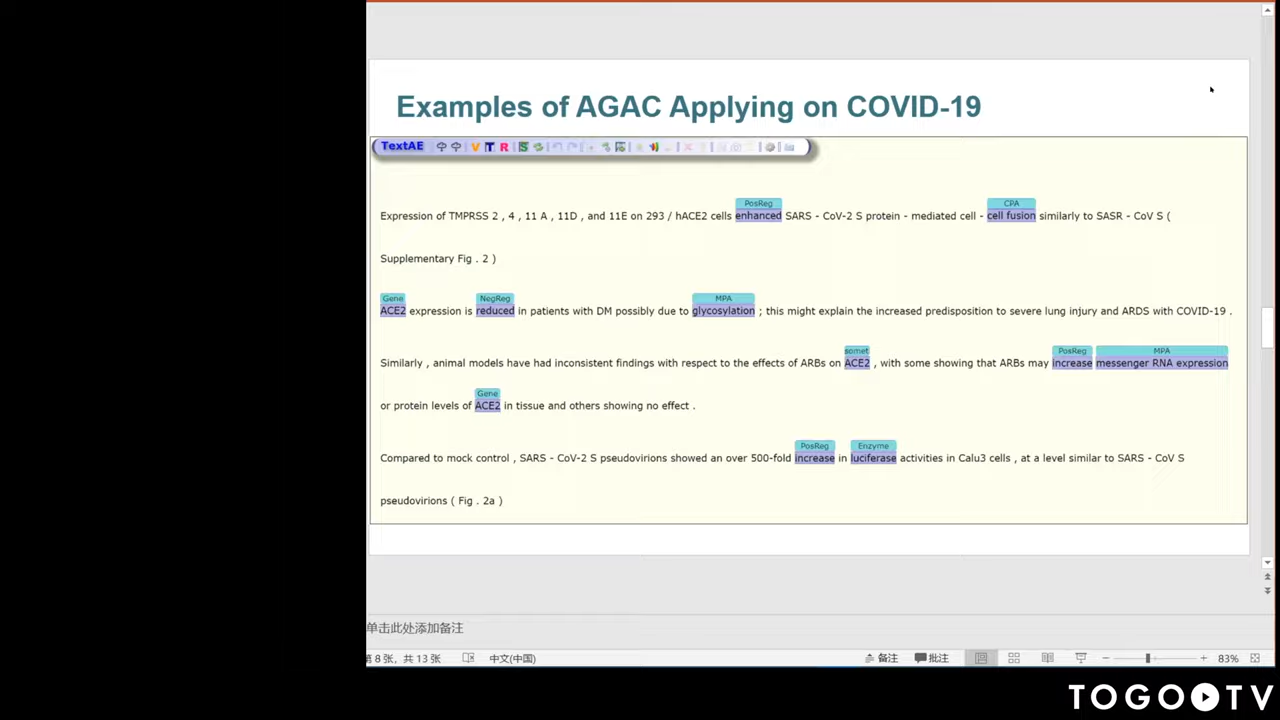 Examples of AGAC Applying on COVID-19
TextAE
PosReg
CPA
Expression of TMPRSS 2 , 4 , 11 A , 11D , and 11E on 293 / hACE2 cells enhanced SARS - CoV-2 S protein - mediated cell - cell fusion similarly to SASR - CoV S (
Supplementary Fig . 2 )
Gene
NegReg
MPA
ACE2 expression is reduced in patients with DM possibly due to glycosylation ; this might explain the increased predisposition to severe lung injury and ARDS with COVID-19 .
somet
PosReg
MPA
Similarly , animal models have had inconsistent findings with respect to the effects of ARBs on ACE2 , with some showing that ARBs may increase messenger RNA expression
Gene
or protein levels of ACE2 in tissue and others showing no effect .
PosReg
Enzyme
Compared to mock control , SARS - CoV-2 S pseudovirions showed an over 500-fold increase in luciferase activities in Calu3 cells , at a level similar to SARS - CoV S
pseudovirions ( Fig . 2a )
单击此处添加备注
第 8 张，共 13 张
中文(中国)
备注
批注
83%
TOGO TV